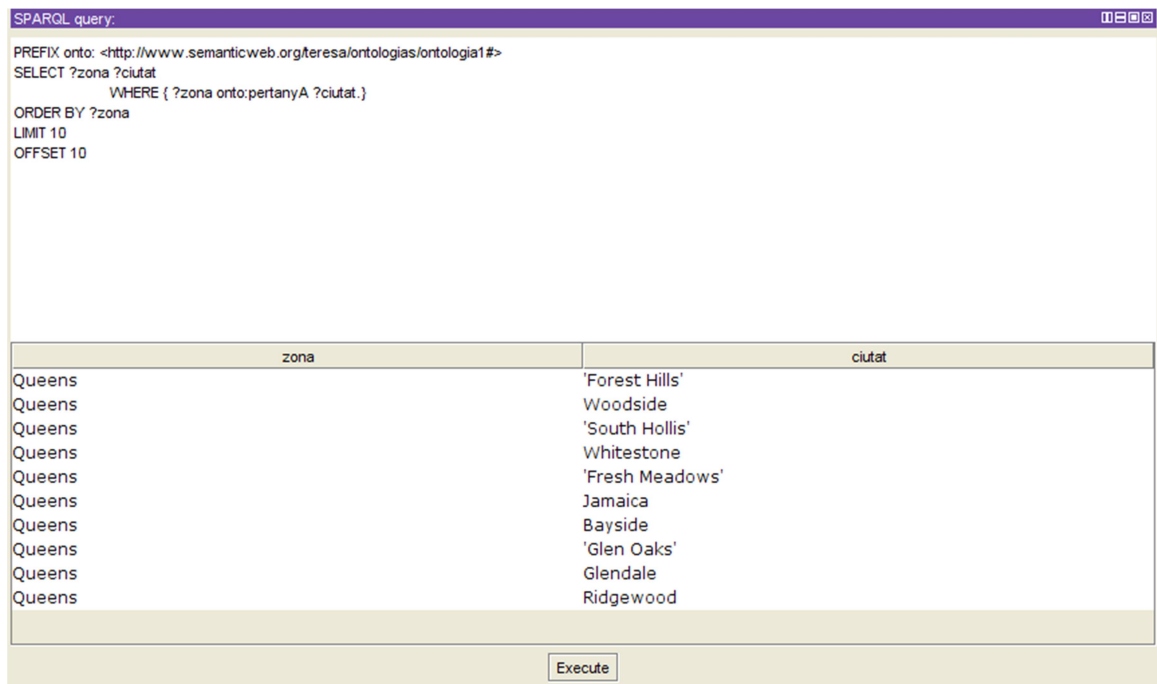 SPARQL query:
PREFIX onto: <http://www.semanticweb.org/teresa/ontologias/ontologia1#>
SELECT ?zona ?ciutat
WHERE { ?zona onto:pertanyA ?ciutat.}
ORDER BY ?zona
LIMIT 10
OFFSET 10
zona ciutat
Queens 'Forest Hills'
Queens Woodside
Queens 'South Hollis'
Queens Whitestone
Queens 'Fresh Meadows'
Queens Jamaica
Queens Bayside
Queens 'Glen Oaks'
Queens Glendale
Queens Ridgewood
Execute